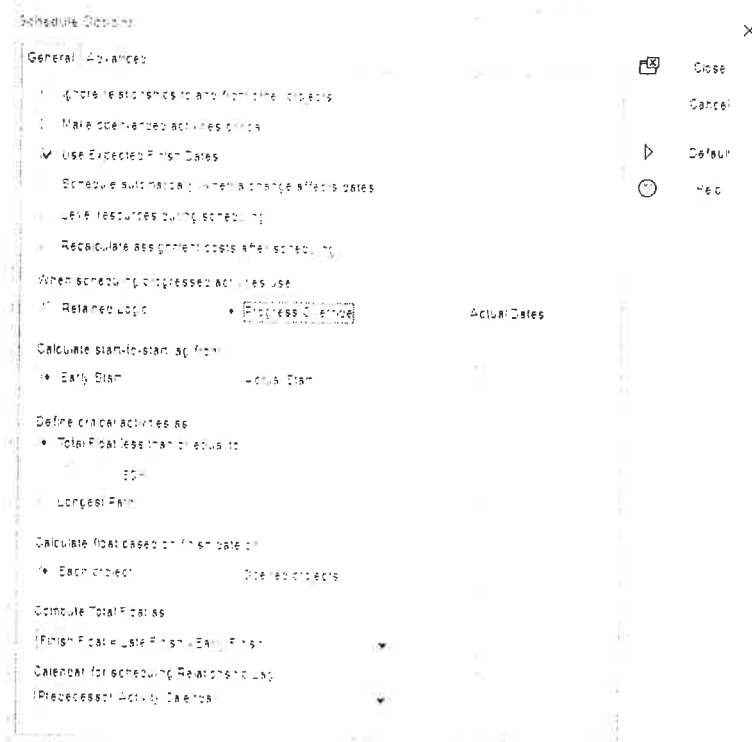 Schedule Options
General Advanced
Close
Ignore relationships to and from other projects
Cancel
Make open-ended activities critical
Use Expected Finish Dates
Default
Schedule automatically when a change affects dates
Help
Level resources during scheduling
Recalculate assignment costs after scheduling
When scheduling progressed activities use
Retained Logic Progress Override Actual Dates
Calculate start-to-start lag from
Early Start Actual Start
Define critical activities as
Total Float less than or equal to
Longest Path
Calculate float based on finish date of
Each project Opened projects
Compute Total Float as
Finish Float = Late Finish - Early Finish
Calendar for scheduling Relationship Lag
Predecessor Activity Calendar